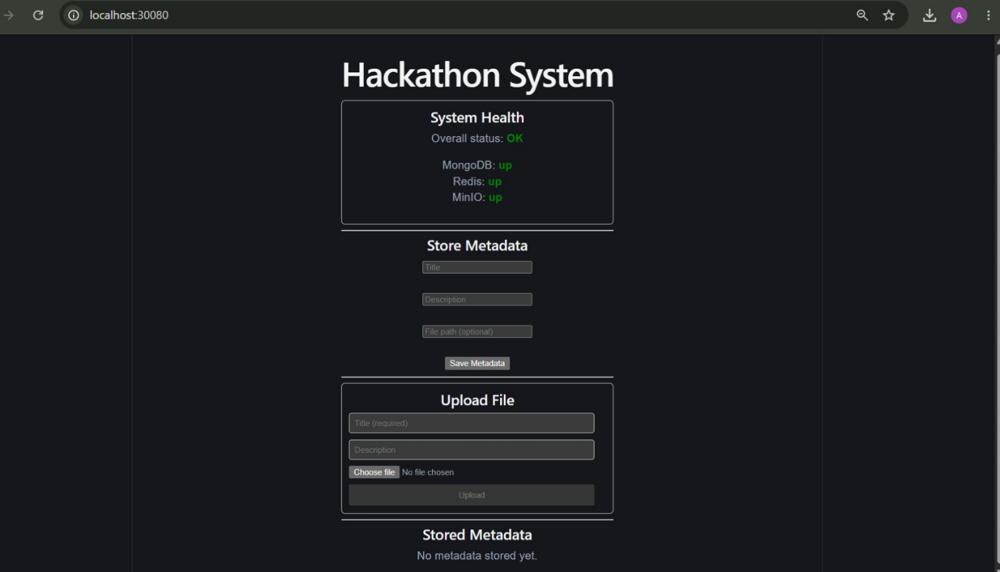 localhost:30080
A
Hackathon System
System Health
Overall status: OK
MongoDB: up
Redis: up
MinIO: up
Store Metadata
Title
Description
File path (optional)
Save Metadata
Upload File
Title (required)
Description
Choose file No file chosen
Upload
Stored Metadata
No metadata stored yet.